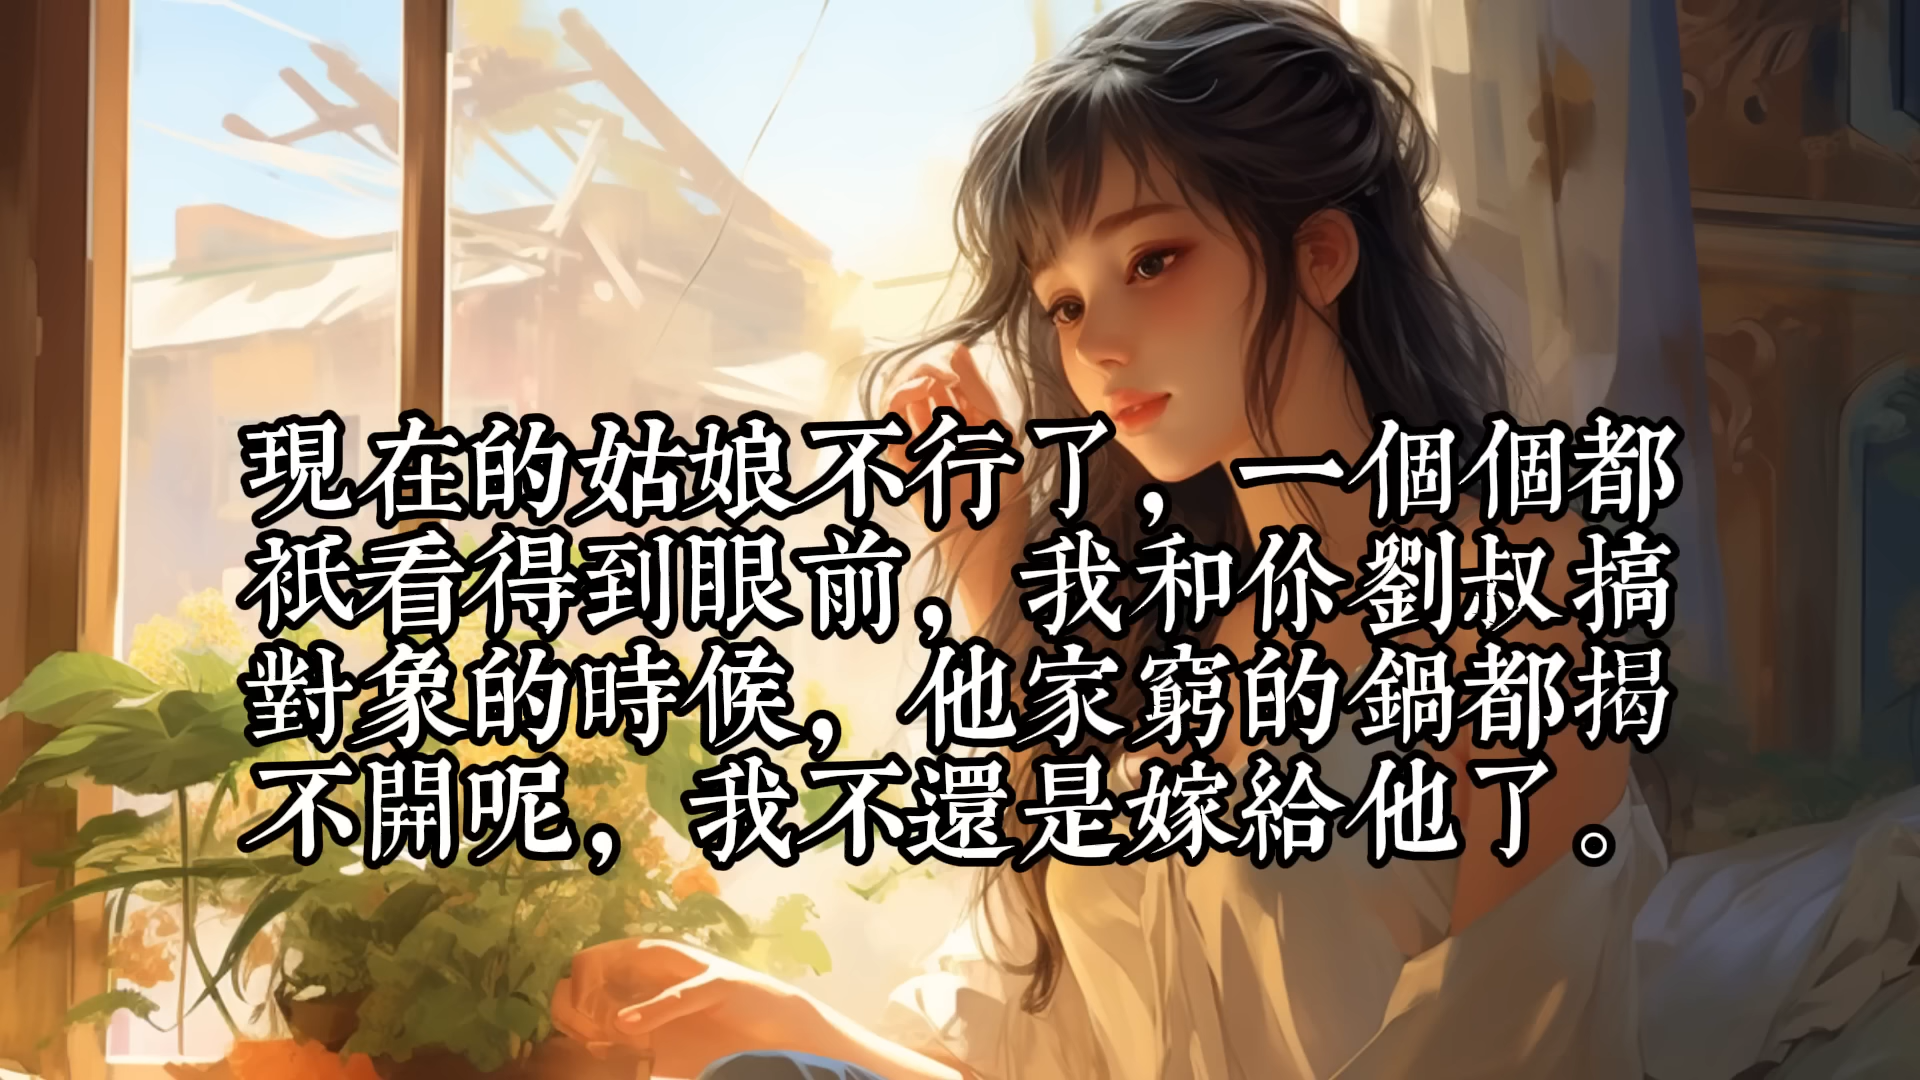 現在的姑娘不行了，一個個都
衹看得到眼前，我和你劉叔搞
對象的時候，他家窮的鍋都揭
不開呢，我不還是嫁給他了。